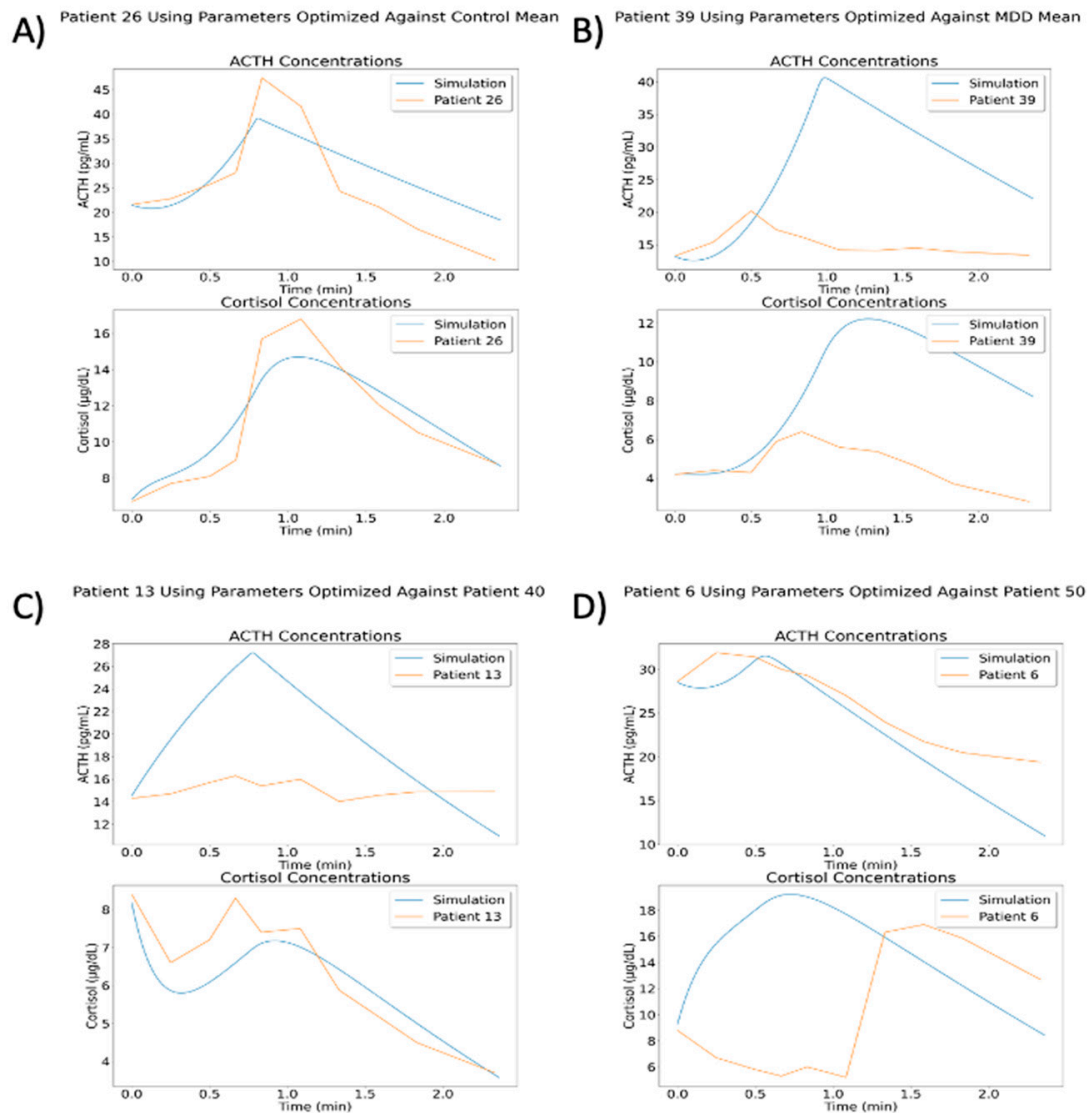 A) Patient 26 Using Parameters Optimized Against Control Mean
ACTH Concentrations
Simulation
Patient 26
ACTH (pg/mL)
45
40
35
30
25
20
15
10
0.0 0.5 1.0 1.5 2.0
Time (min)
Cortisol Concentrations
Simulation
Patient 26
Cortisol (μg/dL)
16
14
12
10
8
0.0 0.5 1.0 1.5 2.0
Time (min)
B) Patient 39 Using Parameters Optimized Against MDD Mean
ACTH Concentrations
Simulation
Patient 39
ACTH (pg/mL)
40
35
30
25
20
15
0.0 0.5 1.0 1.5 2.0
Time (min)
Cortisol Concentrations
Simulation
Patient 39
Cortisol (μg/dL)
12
10
8
6
4
0.0 0.5 1.0 1.5 2.0
Time (min)
C) Patient 13 Using Parameters Optimized Against Patient 40
ACTH Concentrations
Simulation
Patient 13
ACTH (pg/mL)
28
26
24
22
20
18
16
14
12
0.0 0.5 1.0 1.5 2.0
Time (min)
Cortisol Concentrations
Simulation
Patient 13
Cortisol (μg/dL)
8
7
6
5
4
0.0 0.5 1.0 1.5 2.0
Time (min)
D) Patient 6 Using Parameters Optimized Against Patient 50
ACTH Concentrations
Simulation
Patient 6
ACTH (pg/mL)
30
25
20
15
10
0.0 0.5 1.0 1.5 2.0
Time (min)
Cortisol Concentrations
Simulation
Patient 6
Cortisol (μg/dL)
18
16
14
12
10
8
6
0.0 0.5 1.0 1.5 2.0
Time (min)